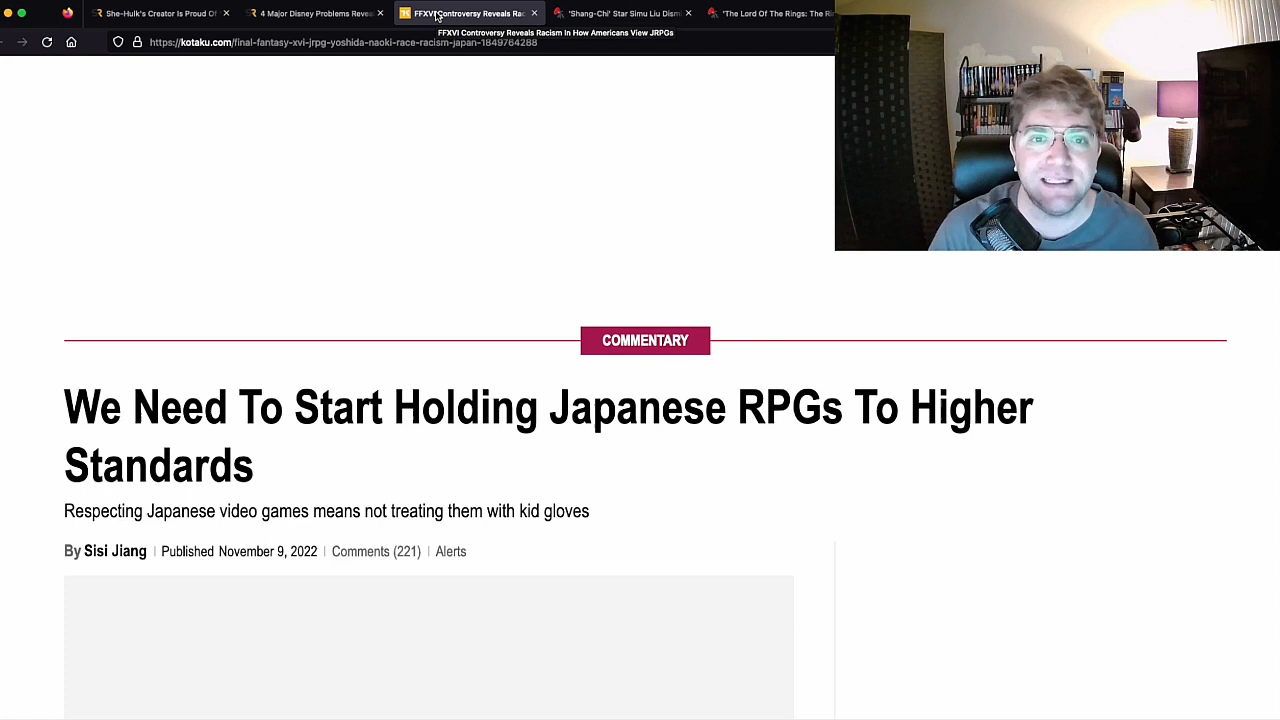 She-Hulk's Creator Is Proud Of
4 Major Disney Problems Reveal
FFXVI Controversy Reveals Rac
'Shang-Chi' Star Simu Liu Dism
'The Lord Of The Rings: The Ri
FFXVI Controversy Reveals Racism In How Americans View JRPGs
https://kotaku.com/final-fantasy-xvi-jrpg-yoshida-naoki-race-racism-japan-1849764288
COMMENTARY
We Need To Start Holding Japanese RPGs To Higher
Standards
Respecting Japanese video games means not treating them with kid gloves
By Sisi Jiang | Published November 9, 2022 | Comments (221) | Alerts